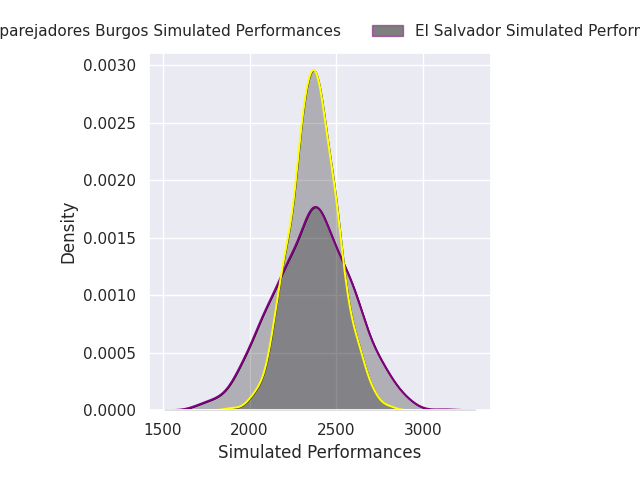 parejadores Burgos Simulated Performances
El Salvador Simulated Perfor
0.0030
0.0025
0.0020
0.0015
0.0010
0.0005
0.0000
Density
1500 2000 2500 3000
Simulated Performances